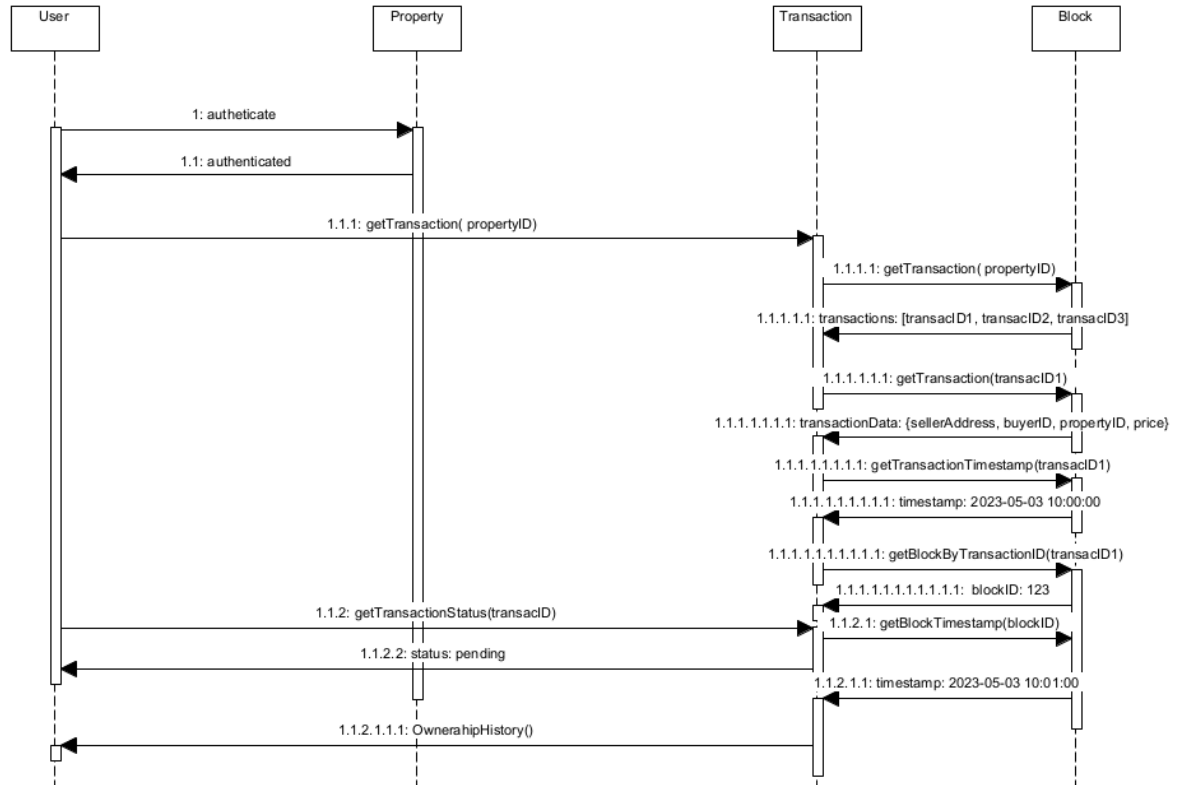 User
Property
Transaction
Block
1: autheticate
1.1: authenticated
1.1.1: getTransaction( propertyID)
1.1.1.1: getTransaction( propertyID)
1.1.1.1.1: transactions: [transacID1, transacID2, transacID3]
1.1.1.1.1.1: getTransaction(transacID1)
1.1.1.1.1.1.1: transactionData: {sellerAddress, buyerID, propertyID, price}
1.1.1.1.1.1.1.1: getTransactionTimestamp(transacID1)
1.1.1.1.1.1.1.1.1: timestamp: 2023-05-03 10:00:00
1.1.1.1.1.1.1.1.1.1: getBlockByTransactionID(transacID1)
1.1.1.1.1.1.1.1.1.1.1: blockID: 123
1.1.2: getTransactionStatus(transacID)
1.1.2.1: getBlockTimestamp(blockID)
1.1.2.2: status: pending
1.1.2.1.1: timestamp: 2023-05-03 10:01:00
1.1.2.1.1.1: OwnerahipHistory()